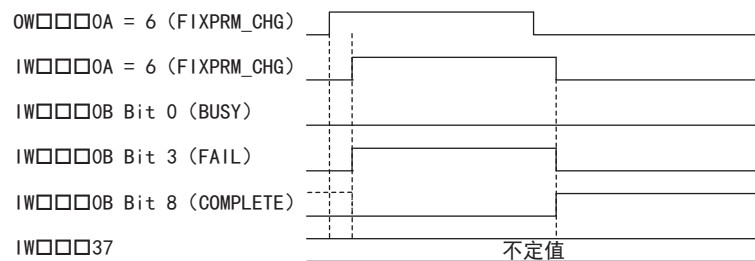 OW□□□0A = 6 (FIXPRM_CHG)
IW□□□0A = 6 (FIXPRM_CHG)
IW□□□0B Bit 0 (BUSY)
IW□□□0B Bit 3 (FAIL)
IW□□□0B Bit 8 (COMPLETE)
IW□□□37
不定值